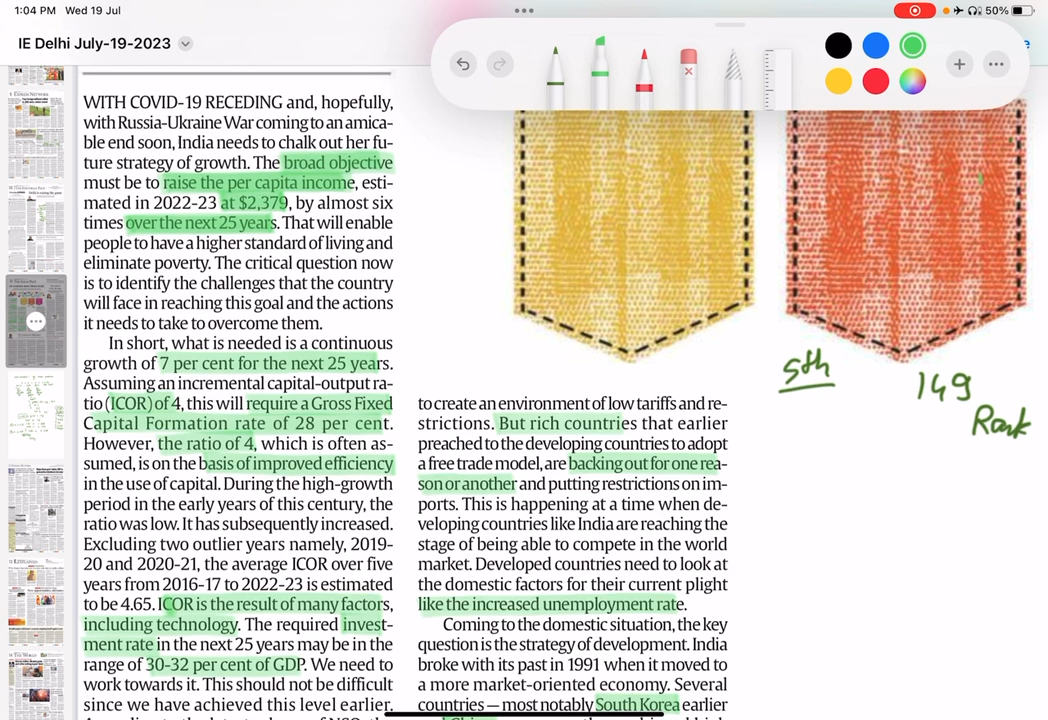 1:04 PM Wed 19 Jul
50%
IE Delhi July-19-2023
WITH COVID-19 RECEDING and, hopefully,
with Russia-Ukraine War coming to an amica-
ble end soon, India needs to chalk out her fu-
ture strategy of growth. The broad objective
must be to raise the per capita income, esti-
mated in 2022-23 at $2,379, by almost six
times over the next 25 years. That will enable
people to have a higher standard of living and
eliminate poverty. The critical question now
is to identify the challenges that the country
will face in reaching this goal and the actions
it needs to take to overcome them.
In short, what is needed is a continuous
growth of 7 per cent for the next 25 years.
Assuming an incremental capital-output ra-
tio (ICOR) of 4, this will require a Gross Fixed
Capital Formation rate of 28 per cent.
However, the ratio of 4, which is often as-
sumed, is on the basis of improved efficiency
in the use of capital. During the high-growth
period in the early years of this century, the
ratio was low. It has subsequently increased.
Excluding two outlier years namely, 2019-
20 and 2020-21, the average ICOR over five
years from 2016-17 to 2022-23 is estimated
to be 4.65. ICOR is the result of many factors,
including technology. The required invest-
ment rate in the next 25 years may be in the
range of 30-32 per cent of GDP. We need to
work towards it. This should not be difficult
since we have achieved this level earlier.
5th
149
Rank
to create an environment of low tariffs and re-
strictions. But rich countries that earlier
preached to the developing countries to adopt
a free trade model, are backing out for one rea-
son or another and putting restrictions on im-
ports. This is happening at a time when de-
veloping countries like India are reaching the
stage of being able to compete in the world
market. Developed countries need to look at
the domestic factors for their current plight
like the increased unemployment rate.
Coming to the domestic situation, the key
question is the strategy of development. India
broke with its past in 1991 when it moved to
a more market-oriented economy. Several
countries — most notably South Korea earlier